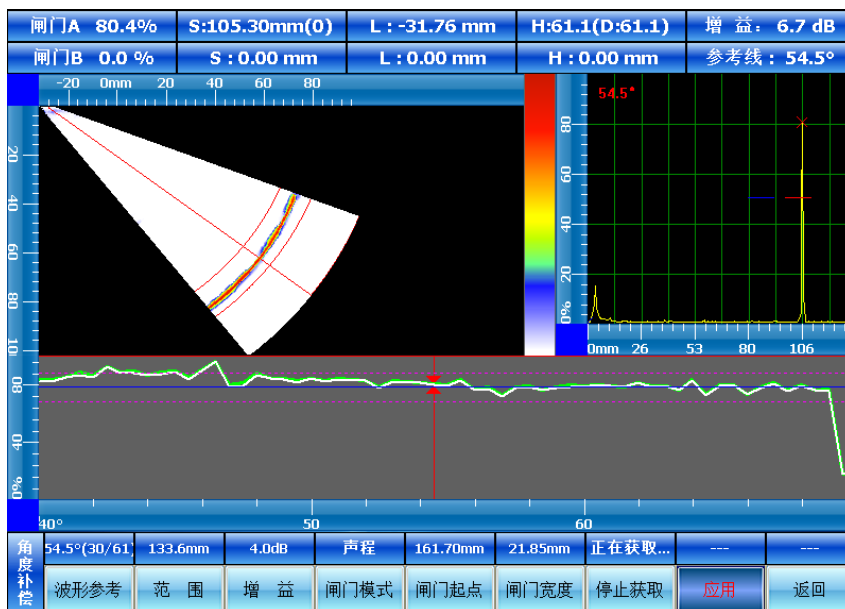 闸门A 80.4% S:105.30mm(0) L : -31.76 mm H:61.1(D:61.1) 增 益: 6.7 dB
闸门B 0.0 % S : 0.00 mm L : 0.00 mm H : 0.00 mm 参考线 : 54.5°
-20 0mm 20 40 60 80
20
40
60
80
10
54.5°
80
60
40
20
0%
0mm 26 53 80 106
80
40
%0
40° 50 60
角度补偿
54.5°(30/61) 133.6mm 4.0dB 声程 161.70mm 21.85mm 正在获取... --- ---
波形参考 范 围 增 益 闸门模式 闸门起点 闸门宽度 停止获取 应用 返回